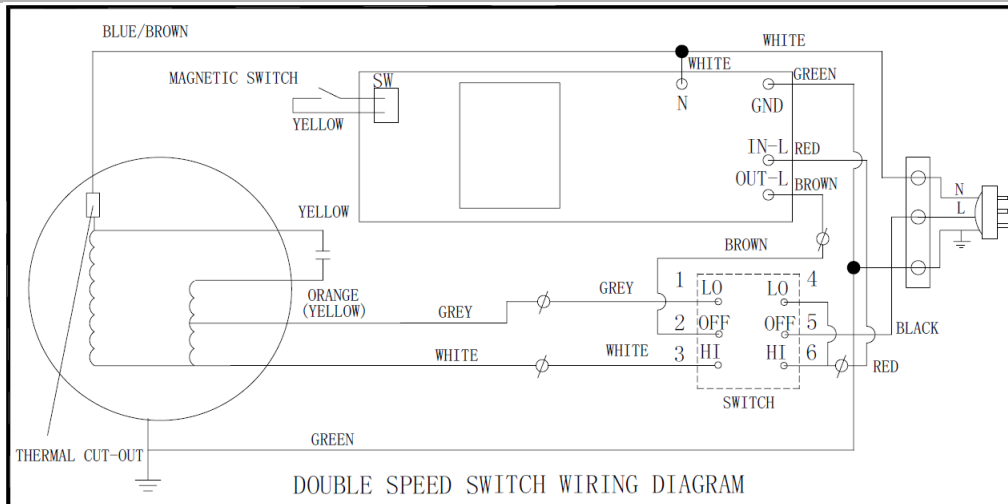 BLUE/BROWN
WHITE
WHITE
GREEN
MAGNETIC SWITCH
SW
N
GND
YELLOW
IN-L RED
OUT-L BROWN
N
L
YELLOW
BROWN
ORANGE
(YELLOW)
GREY
GREY
1 LO LO 4
2 OFF OFF 5
BLACK
WHITE
WHITE
3 HI HI 6
RED
SWITCH
GREEN
THERMAL CUT-OUT
DOUBLE SPEED SWITCH WIRING DIAGRAM